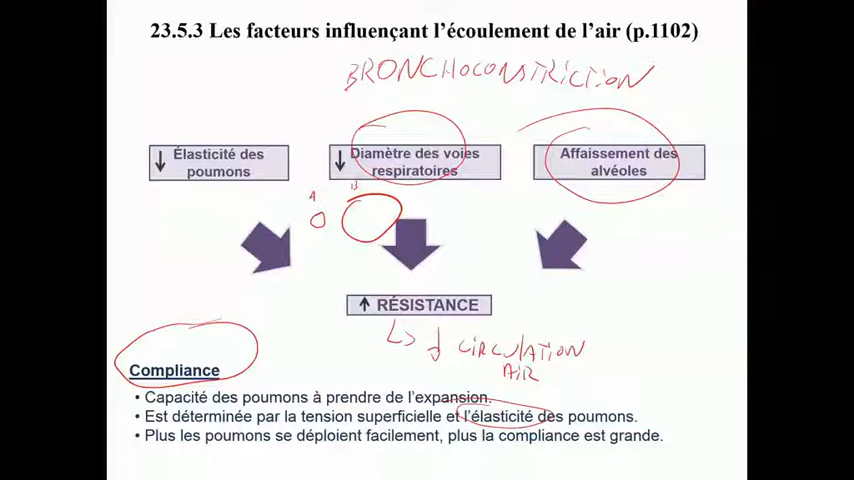 23.5.3 Les facteurs influençant l’écoulement de l’air (p.1102)
BRONCHOCONSTRICTION
↓ Élasticité des
poumons
↓ Diamètre des voies
respiratoires
Affaissement des
alvéoles
A
B
↑ RÉSISTANCE
↳ ↓ CIRCULATION
AIR
Compliance
• Capacité des poumons à prendre de l’expansion.
• Est déterminée par la tension superficielle et l’élasticité des poumons.
• Plus les poumons se déploient facilement, plus la compliance est grande.